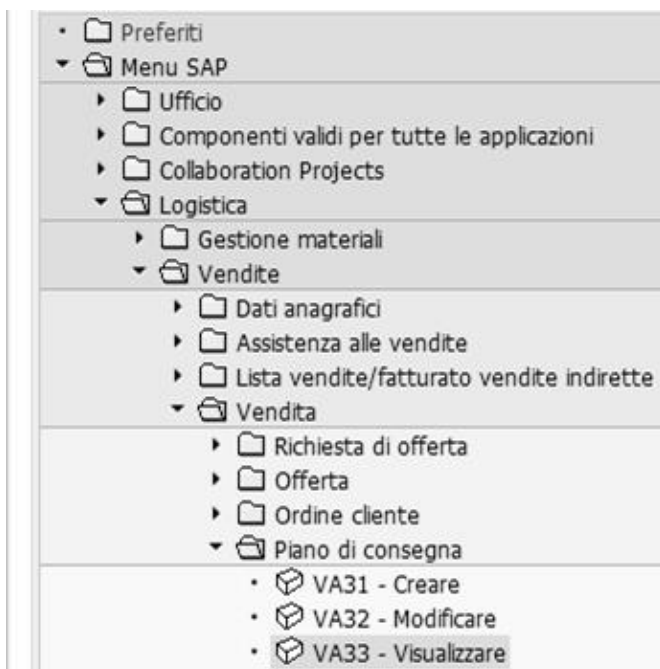 Preferiti
Menu SAP
Ufficio
Componenti validi per tutte le applicazioni
Collaboration Projects
Logistica
Gestione materiali
Vendite
Dati anagrafici
Assistenza alle vendite
Lista vendite/fatturato vendite indirette
Vendita
Richiesta di offerta
Offerta
Ordine cliente
Piano di consegna
VA31 - Creare
VA32 - Modificare
VA33 - Visualizzare